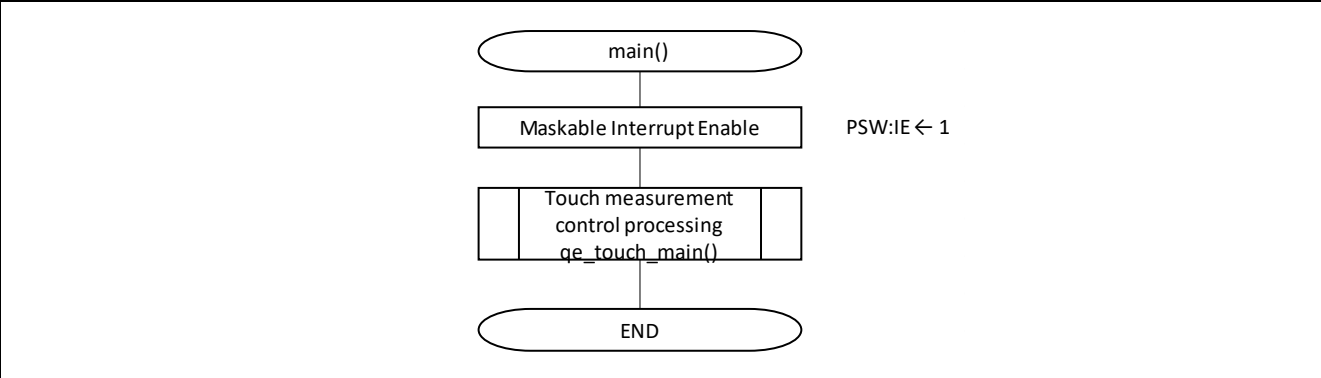 main()
Maskable Interrupt Enable
PSW:IE ← 1
Touch measurement
control processing
qe_touch_main()
END